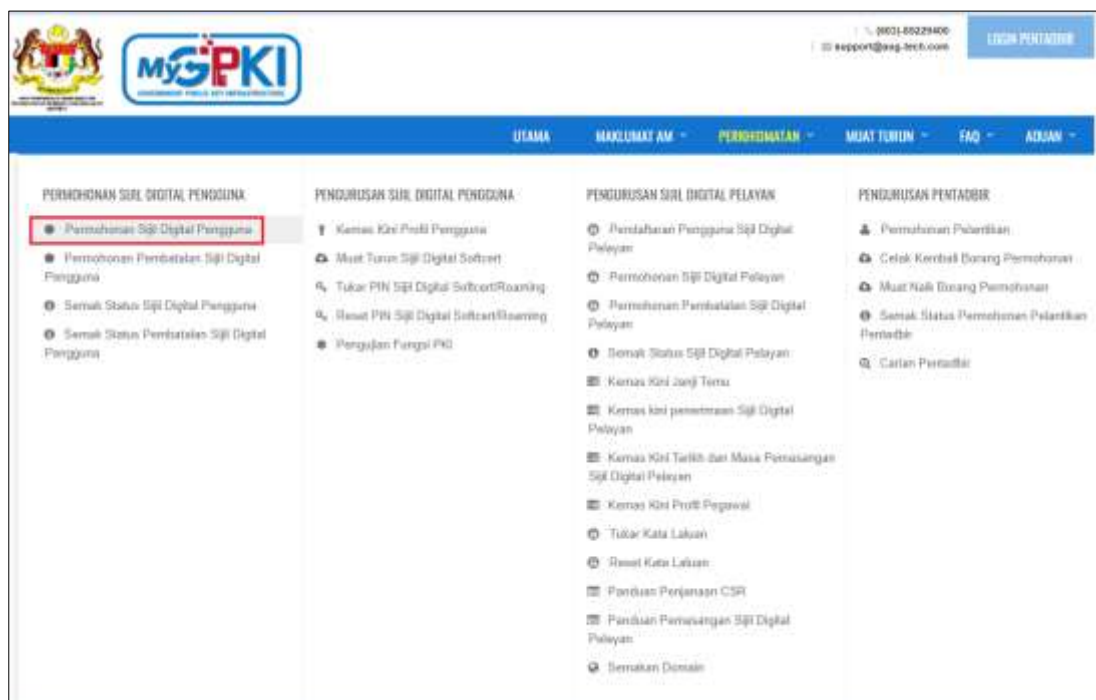 (603)-80229400
support@aug-tech.com
LOGIN PENTADBIR
MyGPKI
GOVERNMENT PUBLIC KEY INFRASTRUCTURE
UTAMA MAKLUMAT AM PERKHIDMATAN MUAT TURUN FAQ ADUAN
PERMOHONAN SIJIL DIGITAL PENGGUNA
Permohonan Sijil Digital Pengguna
Permohonan Pembatalan Sijil Digital
Pengguna
Semak Status Sijil Digital Pengguna
Semak Status Pembatalan Sijil Digital
Pengguna
PENGURUSAN SIJIL DIGITAL PENGGUNA
Kemas Kini Profil Pengguna
Muat Turun Sijil Digital Softcert
Tukar PIN Sijil Digital Softcert/Roaming
Reset PIN Sijil Digital Softcert/Roaming
Pengujian Fungsi PKI
PENGURUSAN SIJIL DIGITAL PELAYAN
Pendaftaran Pengguna Sijil Digital
Pelayan
Permohonan Sijil Digital Pelayan
Permohonan Pembatalan Sijil Digital
Pelayan
Semak Status Sijil Digital Pelayan
Kemas Kini Janji Temu
Kemas kini penerimaan Sijil Digital
Pelayan
Kemas Kini Tarikh dan Masa Pemasangan
Sijil Digital Pelayan
Kemas Kini Profil Pegawai
Tukar Kata Laluan
Reset Kata Laluan
Panduan Penjanaan CSR
Panduan Pemasangan Sijil Digital
Pelayan
Semakan Domain
PENGURUSAN PENTADBIR
Permohonan Pelantikan
Cetak Kembali Borang Permohonan
Muat Naik Borang Permohonan
Semak Status Permohonan Pelantikan
Pentadbir
Carian Pentadbir